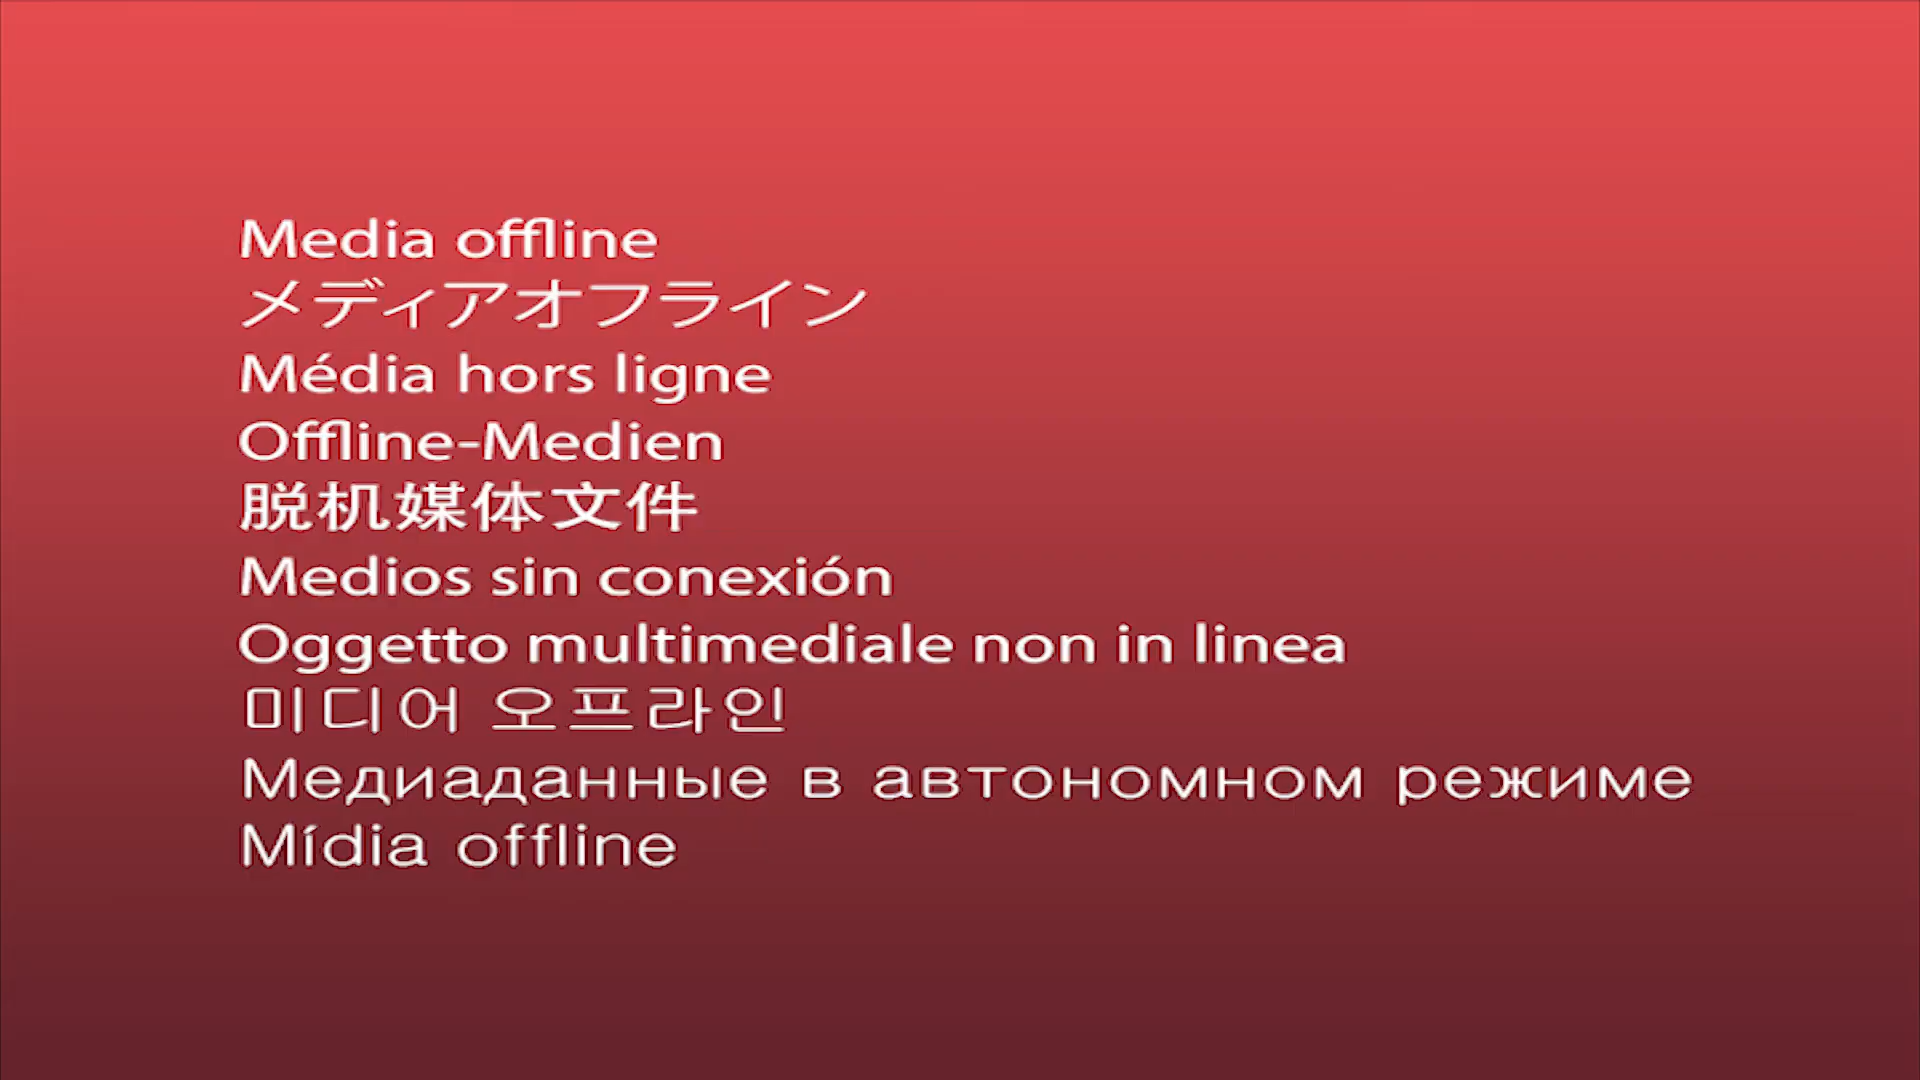 Media offline
メディアオフライン
Média hors ligne
Offline-Medien
脱机媒体文件
Medios sin conexión
Oggetto multimediale non in linea
미디어 오프라인
Медиаданные в автономном режиме
Mídia offline